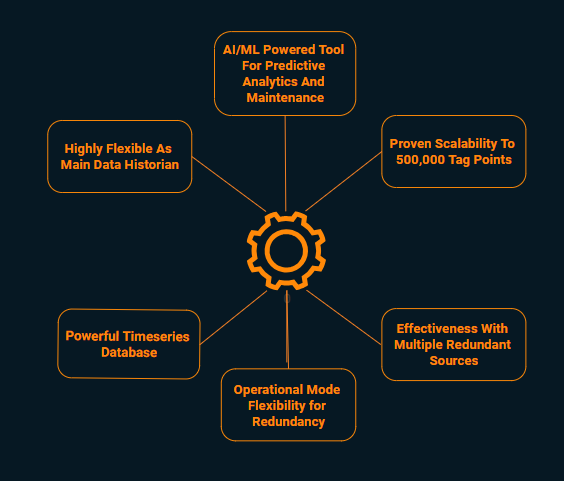 AI/ML Powered Tool
For Predictive
Analytics And
Maintenance
Highly Flexible As
Main Data Historian
Proven Scalability To
500,000 Tag Points
Powerful Timeseries
Database
Effectiveness With
Multiple Redundant
Sources
Operational Mode
Flexibility for
Redundancy